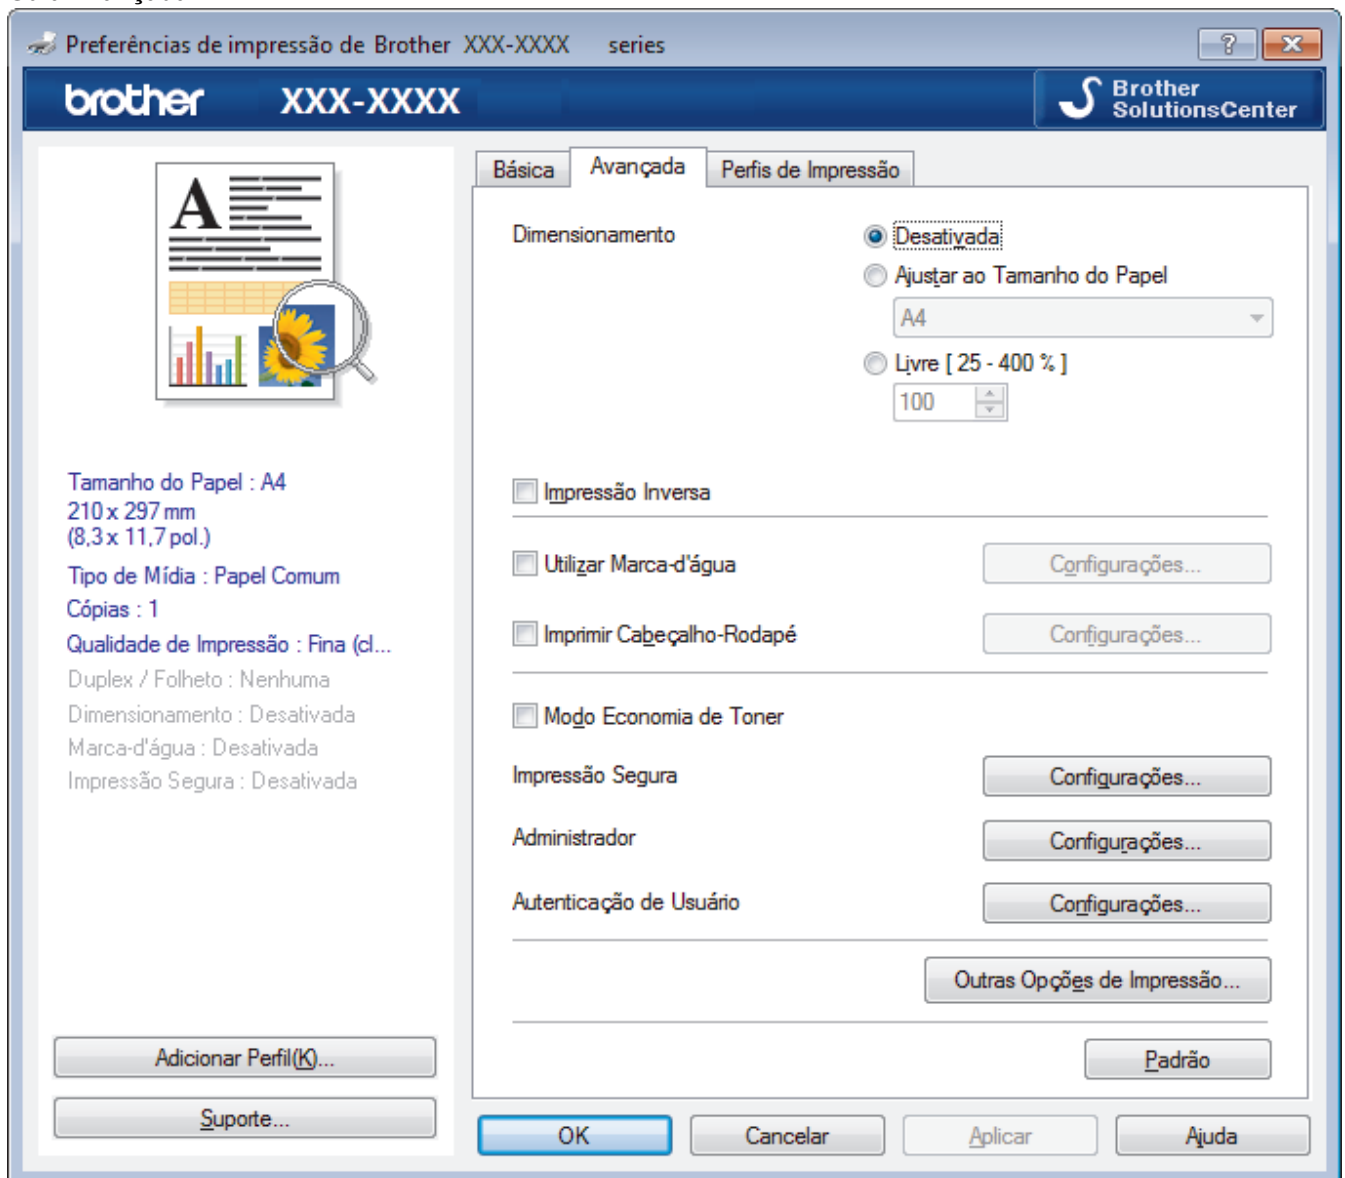 Preferências de impressão de Brother XXX-XXXX series
brother XXX-XXXX
Brother
SolutionsCenter
A
Tamanho do Papel : A4
210 x 297 mm
(8,3 x 11,7 pol.)
Tipo de Mídia : Papel Comum
Cópias : 1
Qualidade de Impressão : Fina (cl...
Duplex / Folheto : Nenhuma
Dimensionamento : Desativada
Marca-d'água : Desativada
Impressão Segura : Desativada
Adicionar Perfil(K)...
Suporte...
Básica Avançada Perfis de Impressão
Dimensionamento Desativada
Ajustar ao Tamanho do Papel
A4
Livre [ 25 - 400 % ]
100
Impressão Inversa
Utilizar Marca-d'água Configurações...
Imprimir Cabeçalho-Rodapé Configurações...
Modo Economia de Toner
Impressão Segura Configurações...
Administrador Configurações...
Autenticação de Usuário Configurações...
Outras Opções de Impressão...
Padrão
OK Cancelar Aplicar Ajuda